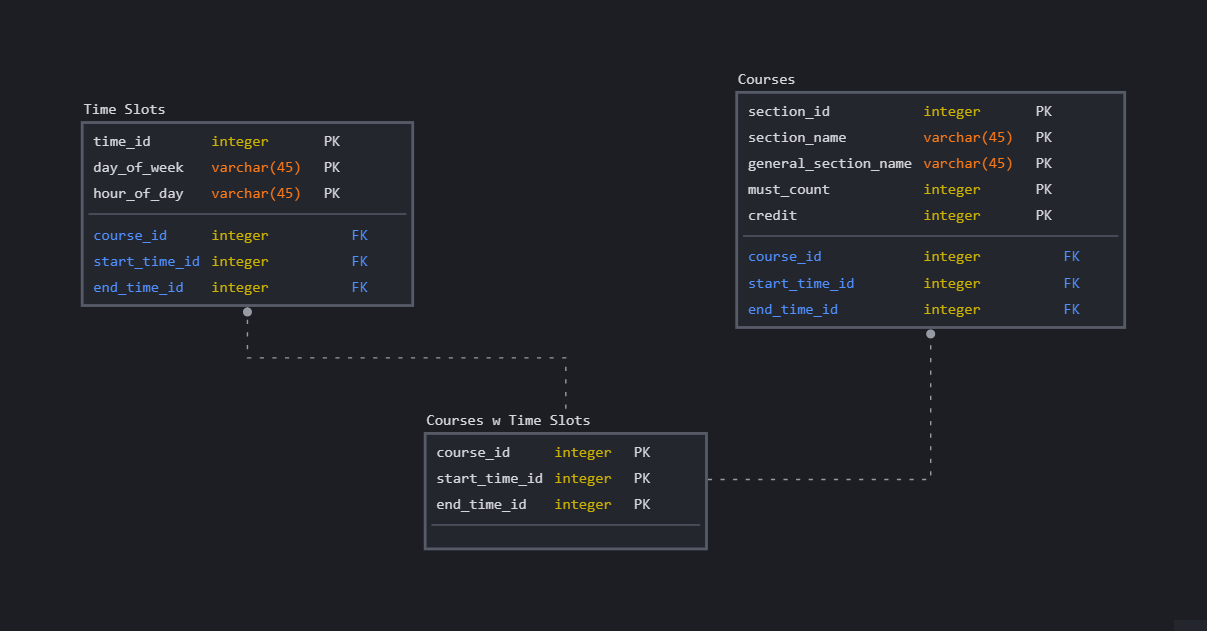 Time Slots
time_id integer PK
day_of_week varchar(45) PK
hour_of_day varchar(45) PK
course_id integer FK
start_time_id integer FK
end_time_id integer FK
Courses
section_id integer PK
section_name varchar(45) PK
general_section_name varchar(45) PK
must_count integer PK
credit integer PK
course_id integer FK
start_time_id integer FK
end_time_id integer FK
Courses w Time Slots
course_id integer PK
start_time_id integer PK
end_time_id integer PK